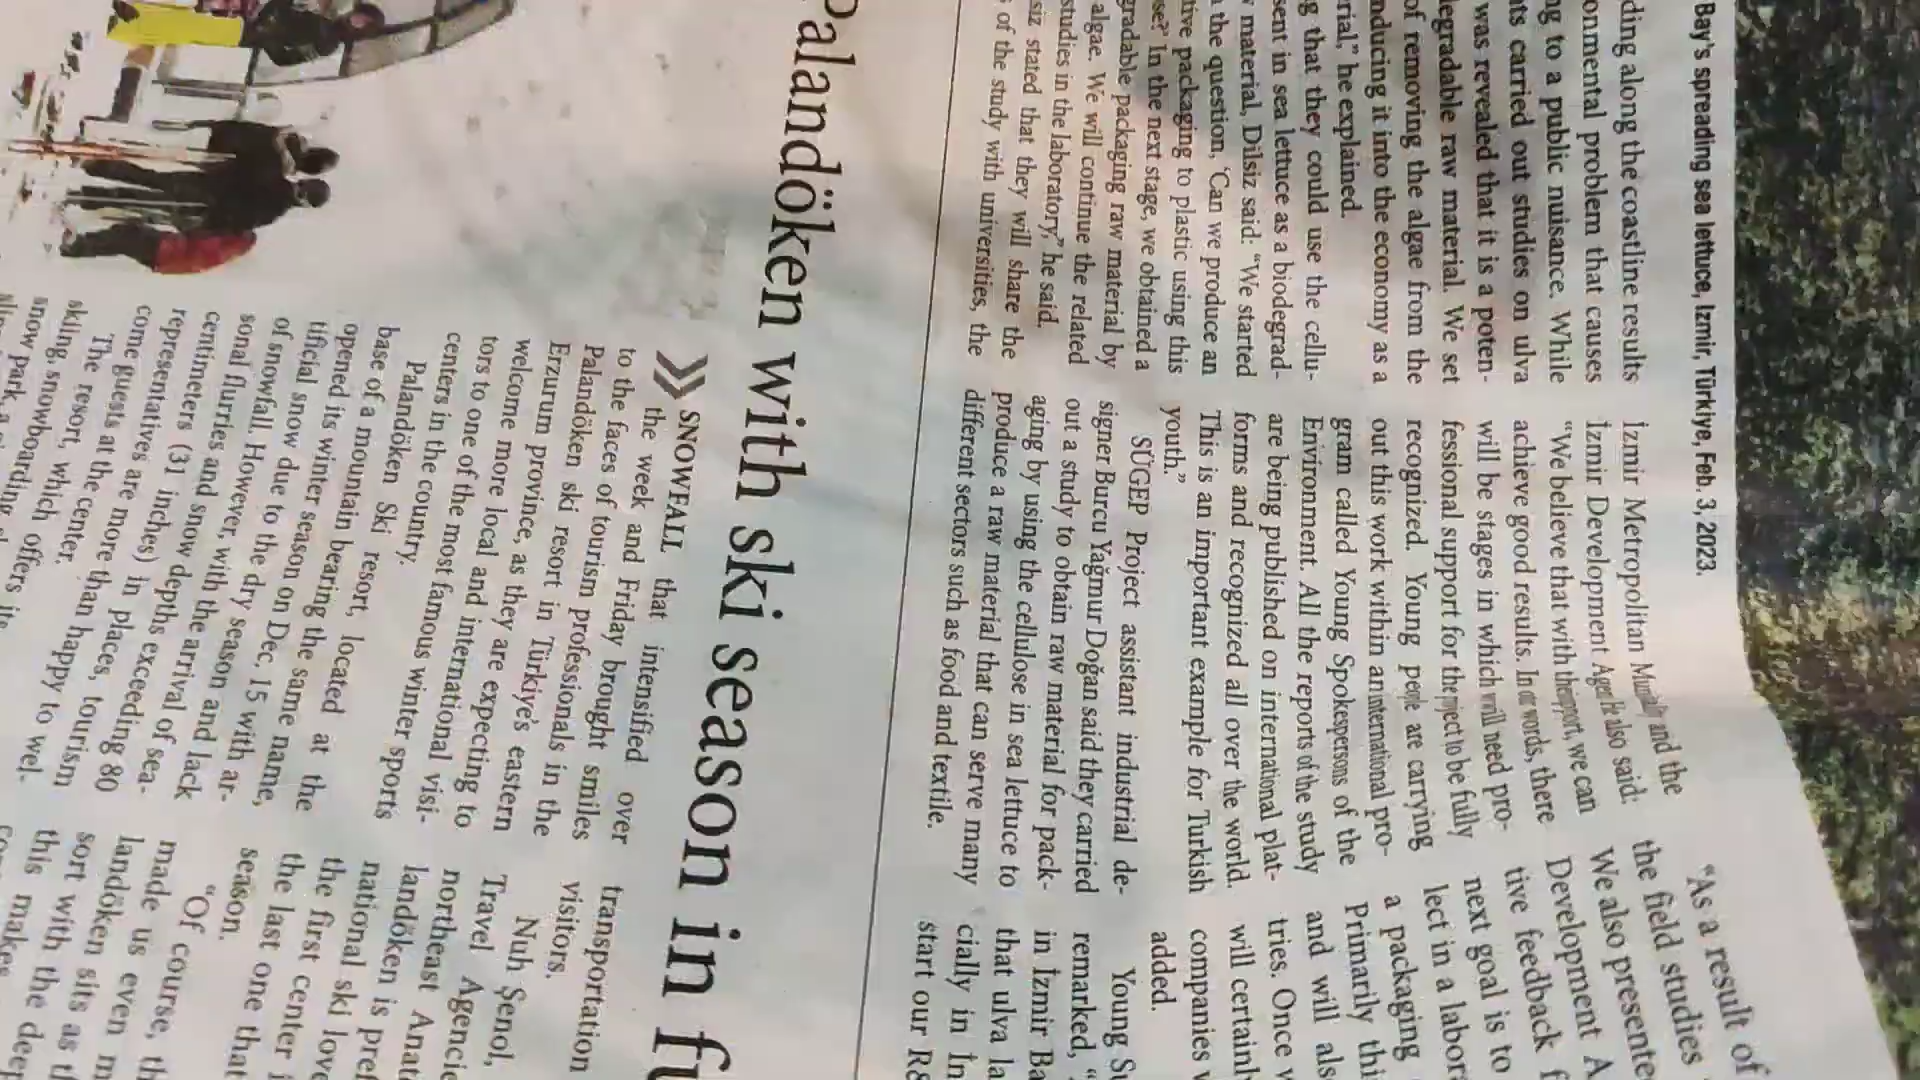 Bay's spreading sea lettuce, Izmir, Türkiye, Feb. 3, 2023.
ding along the coastline results
onmental problem that causes
ng to a public nuisance. While
nts carried out studies on ulva
was revealed that it is a poten-
degradable raw material. We set
of removing the algae from the
nducing it into the economy as a
erial," he explained.
g that they could use the cellu-
sent in sea lettuce as a biodegrad-
w material, Dilsiz said: "We started
the question, 'Can we produce an
tive packaging to plastic using this
se?' In the next stage, we obtained a
gradable packaging raw material by
algae. We will continue the related
studies in the laboratory," he said.
siz stated that they will share the
of the study with universities, the
İzmir Metropolitan and the
İzmir Development also said:
"We believe that with we can
achieve good results. In words, there
will be stages in which will need pro-
fessional support for the project to be fully
recognized. Young are carrying
out this work within an international pro-
gram called Young Spokespersons of the
Environment. All the reports of the study
are being published on international plat-
forms and recognized all over the world.
This is an important example for Turkish
youth."
SÜGEP Project assistant industrial de-
signer Burcu Yağmur Doğan said they carried
out a study to obtain raw material for pack-
aging by using the cellulose in sea lettuce to
produce a raw material that can serve many
different sectors such as food and textile.
"As a result of
the field studies
We also presente
Development A
tive feedback f
next goal is to
lect in a labora
a packaging
Primarily thi
and will als
tries. Once w
will certainl
companies w
added.
Young Su
remarked, "
in İzmir Ba
that ulva la
cially in İn
start our R&
Palandöken with ski season in fu
SNOWFALL that intensified over
the week and Friday brought smiles
to the faces of tourism professionals in
Palandöken ski resort in Türkiye's eastern
Erzurum province, as they are expecting to
welcome more local and international visi-
tors to one of the most famous winter sports
centers in the country.
Palandöken Ski resort, located at the
base of a mountain bearing the same name,
opened its winter season on Dec, 15 with ar-
tificial snow due to the dry season and lack
of snowfall. However, with the arrival of sea-
sonal flurries and snow depths exceeding 80
centimeters (31 inches) in places, tourism
representatives are more than happy to wel-
come guests at the center.
The resort, which offers its
skiing, snowboarding,
snow park
transportation
visitors.
Nuh Şenol,
Travel Agencie
northeast Anat
landöken is pref
national ski love
the first center i
the last one that
season.
"Of course, th
made us even m
landöken sits as t
sort with the deep
this makes